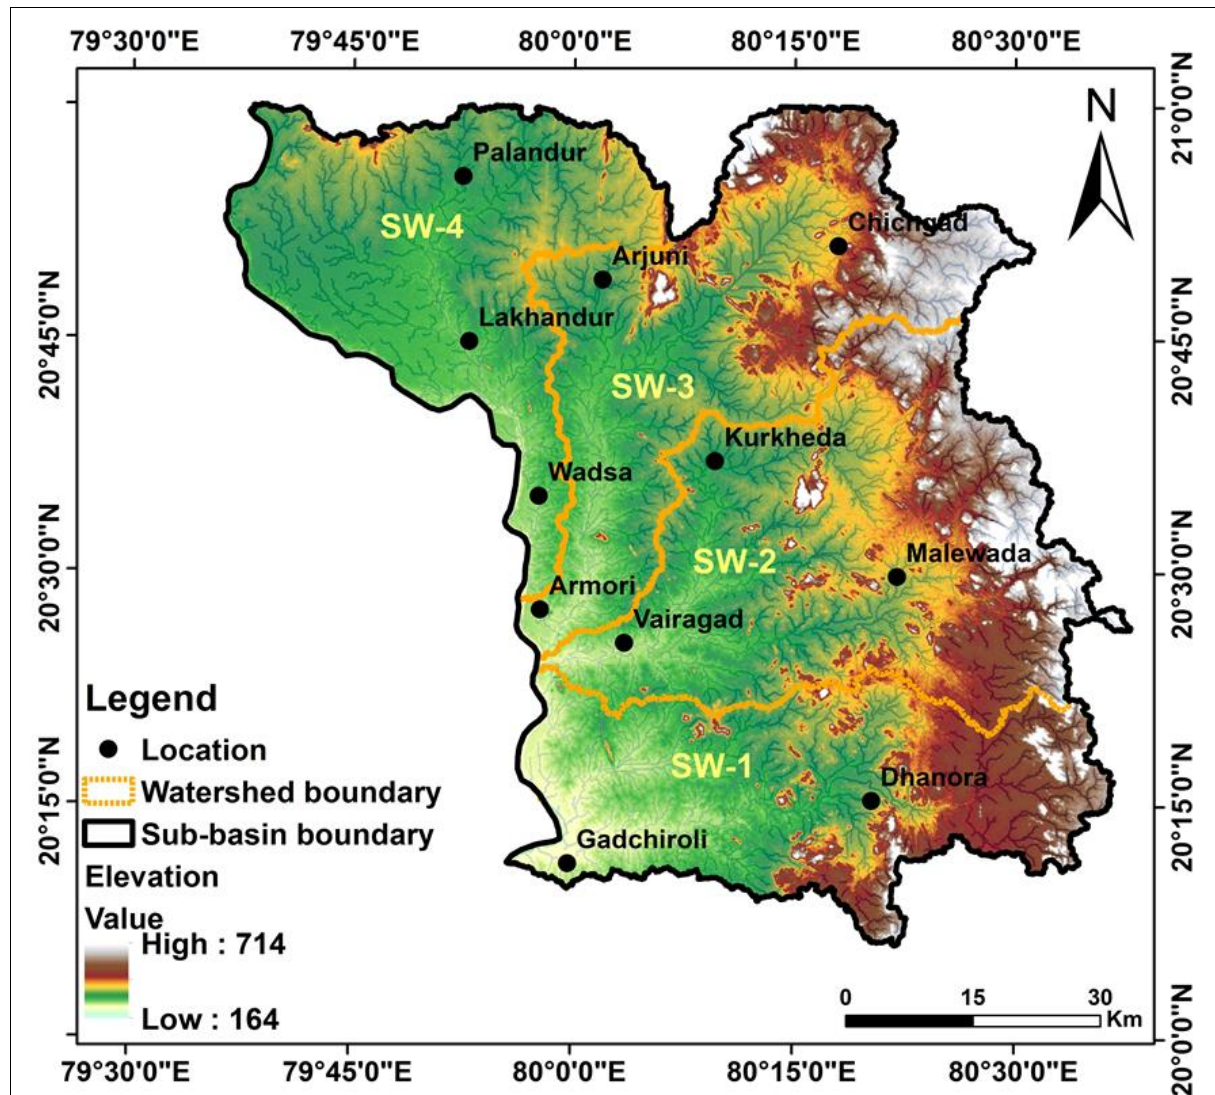 79°30'0"E 79°45'0"E 80°0'0"E 80°15'0"E 80°30'0"E
21°0'0"N
21°0'0"N
N
Palandur
SW-4
Chichgad
Arjuni
20°45'0"N
20°45'0"N
Lakhandur
SW-3
Kurkheda
Wadsa
SW-2
Malewada
20°30'0"N
20°30'0"N
Armori
Vairagad
Legend
Location
Watershed boundary
Sub-basin boundary
Elevation
Value
High : 714
Low : 164
SW-1
Dhanora
20°15'0"N
20°15'0"N
Gadchiroli
0 15 30
Km
20°0'0"N
79°30'0"E 79°45'0"E 80°0'0"E 80°15'0"E 80°30'0"E